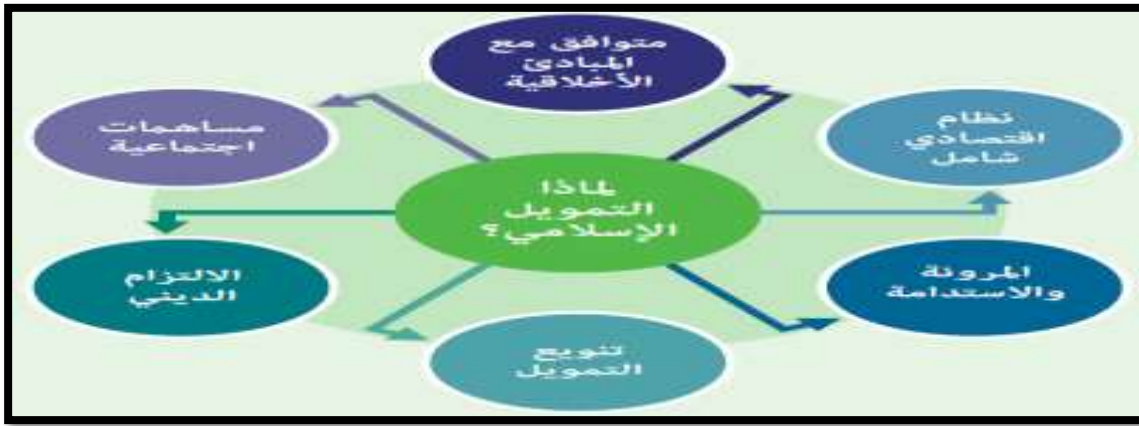 متوافق مع
المبادئ
الأخلاقية
نظام
اقتصادي
شامل
مساهمات
اجتماعية
لماذا
التمويل
الإسلامي؟
المرونة
والاستدامة
الالتزام
الديني
تنويع
التمويل